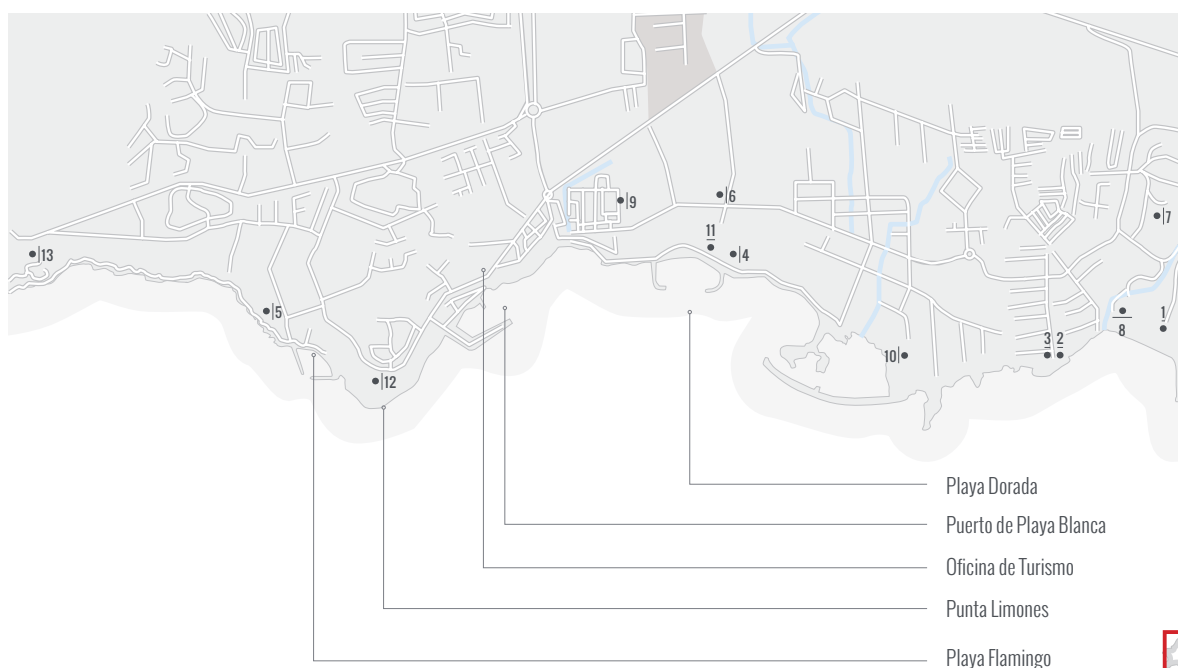 9
6
7
11
4
13
5
1
8
3 2
10
12
Playa Dorada
Puerto de Playa Blanca
Oficina de Turismo
Punta Limones
Playa Flamingo